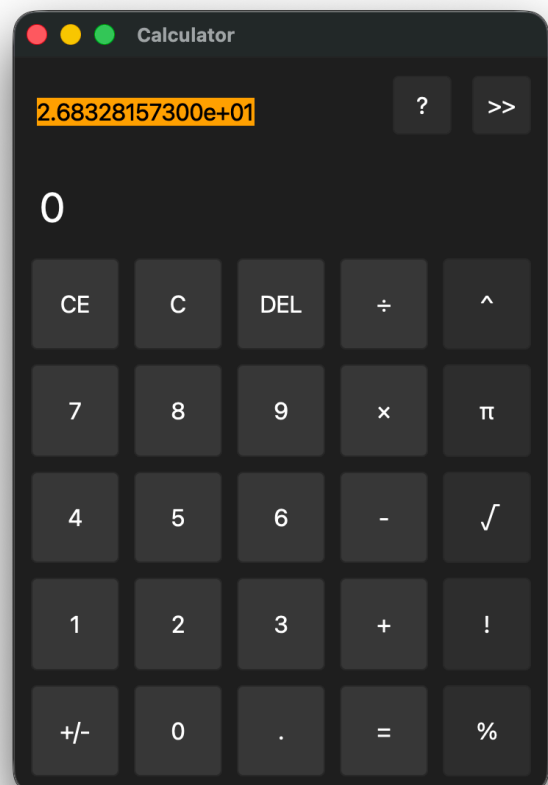 Calculator
2.68328157300e+01 ? >>
0
CE C DEL ÷ ^
7 8 9 × π
4 5 6 - √
1 2 3 + !
+/- 0 . = %